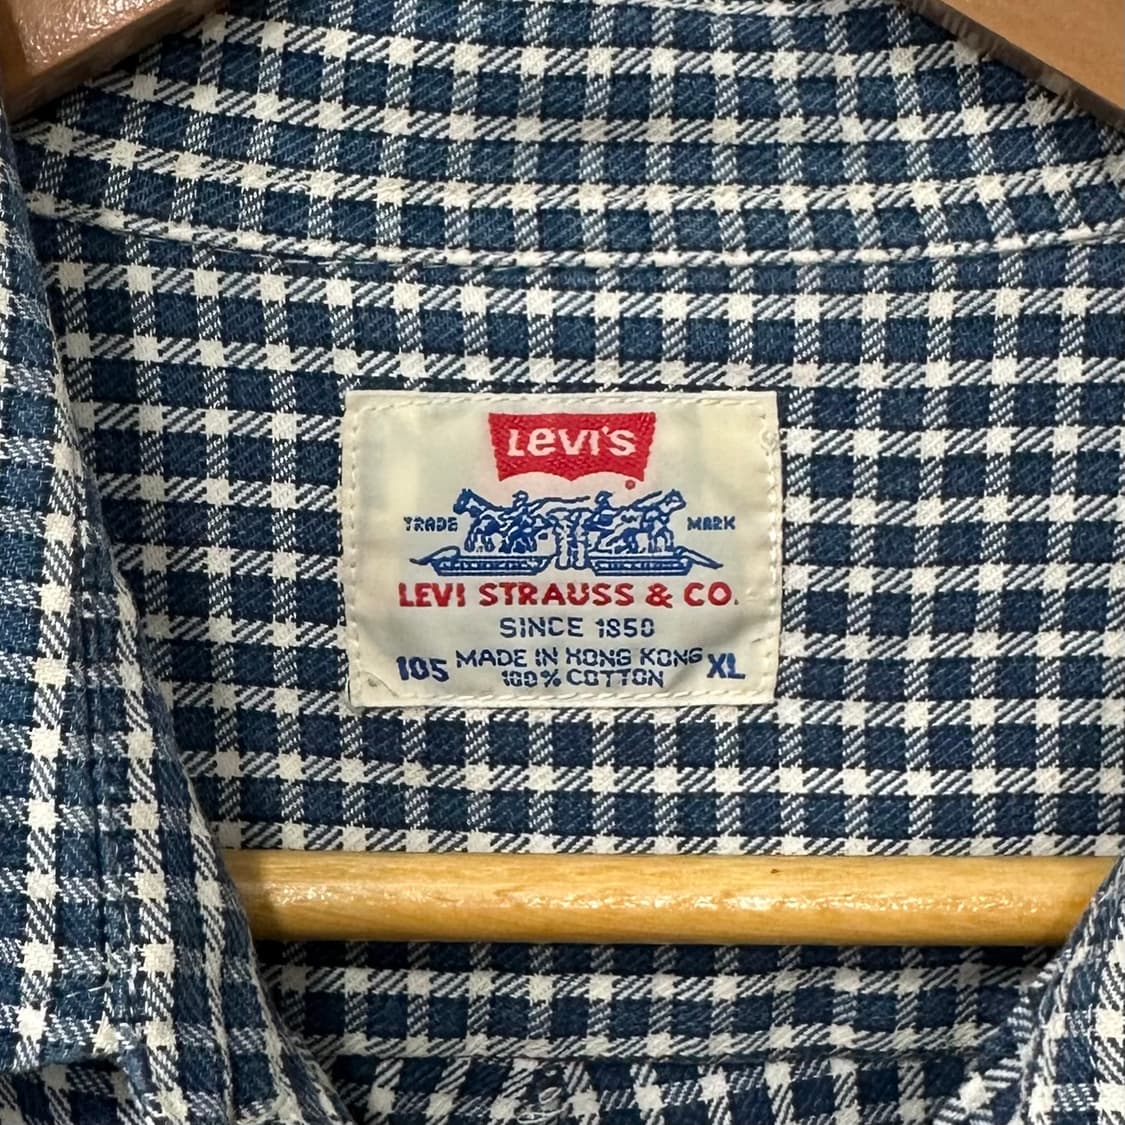 LEVI'S
TRADE MARK
LEVI STRAUSS & CO.
SINCE 1850
105 MADE IN HONG KONG XL
100% COTTON